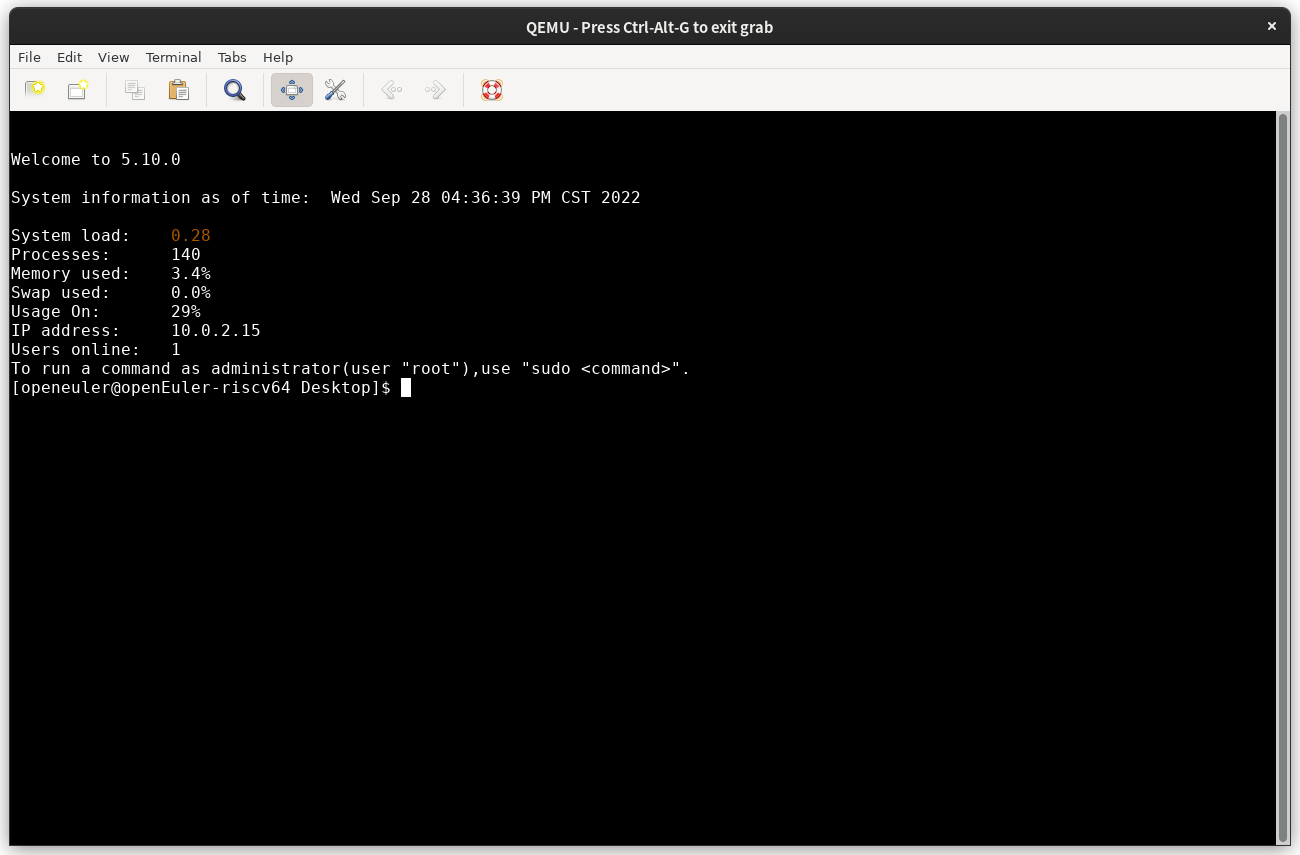 QEMU - Press Ctrl-Alt-G to exit grab
File Edit View Terminal Tabs Help
Welcome to 5.10.0
System information as of time:  Wed Sep 28 04:36:39 PM CST 2022
System load:    0.28
Processes:      140
Memory used:    3.4%
Swap used:      0.0%
Usage On:       29%
IP address:     10.0.2.15
Users online:   1
To run a command as administrator(user "root"),use "sudo <command>".
[openeuler@openEuler-riscv64 Desktop]$